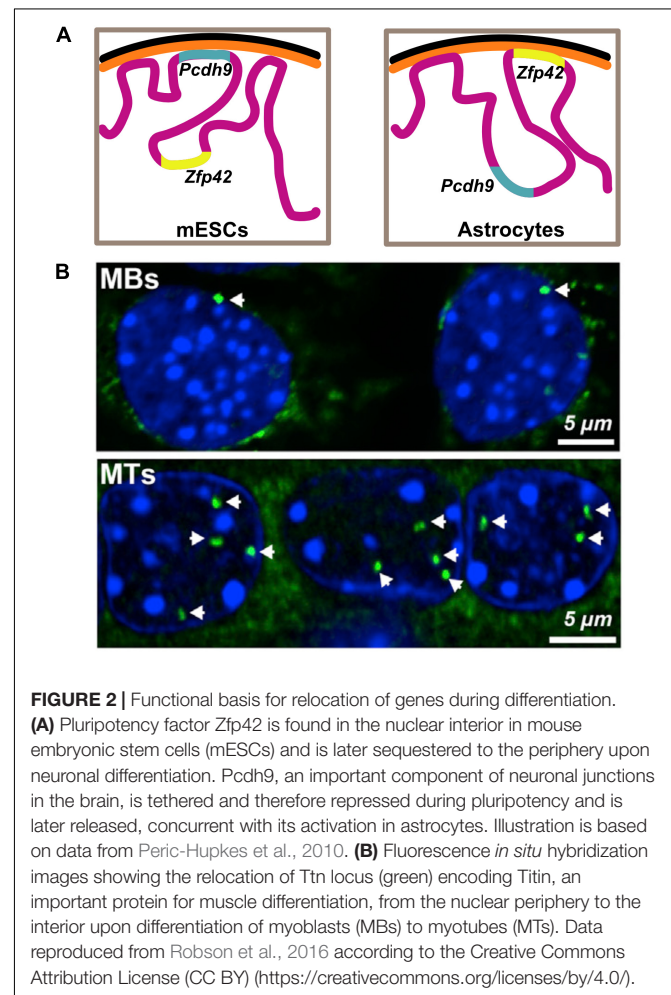 A
Pcdh9
Zfp42
mESCs
Zfp42
Pcdh9
Astrocytes
B
MBs
5 µm
MTs
5 µm
FIGURE 2 | Functional basis for relocation of genes during differentiation.
(A) Pluripotency factor Zfp42 is found in the nuclear interior in mouse
embryonic stem cells (mESCs) and is later sequestered to the periphery upon
neuronal differentiation. Pcdh9, an important component of neuronal junctions
in the brain, is tethered and therefore repressed during pluripotency and is
later released, concurrent with its activation in astrocytes. Illustration is based
on data from Peric-Hupkes et al., 2010. (B) Fluorescence in situ hybridization
images showing the relocation of Ttn locus (green) encoding Titin, an
important protein for muscle differentiation, from the nuclear periphery to the
interior upon differentiation of myoblasts (MBs) to myotubes (MTs). Data
reproduced from Robson et al., 2016 according to the Creative Commons
Attribution License (CC BY) (https://creativecommons.org/licenses/by/4.0/).